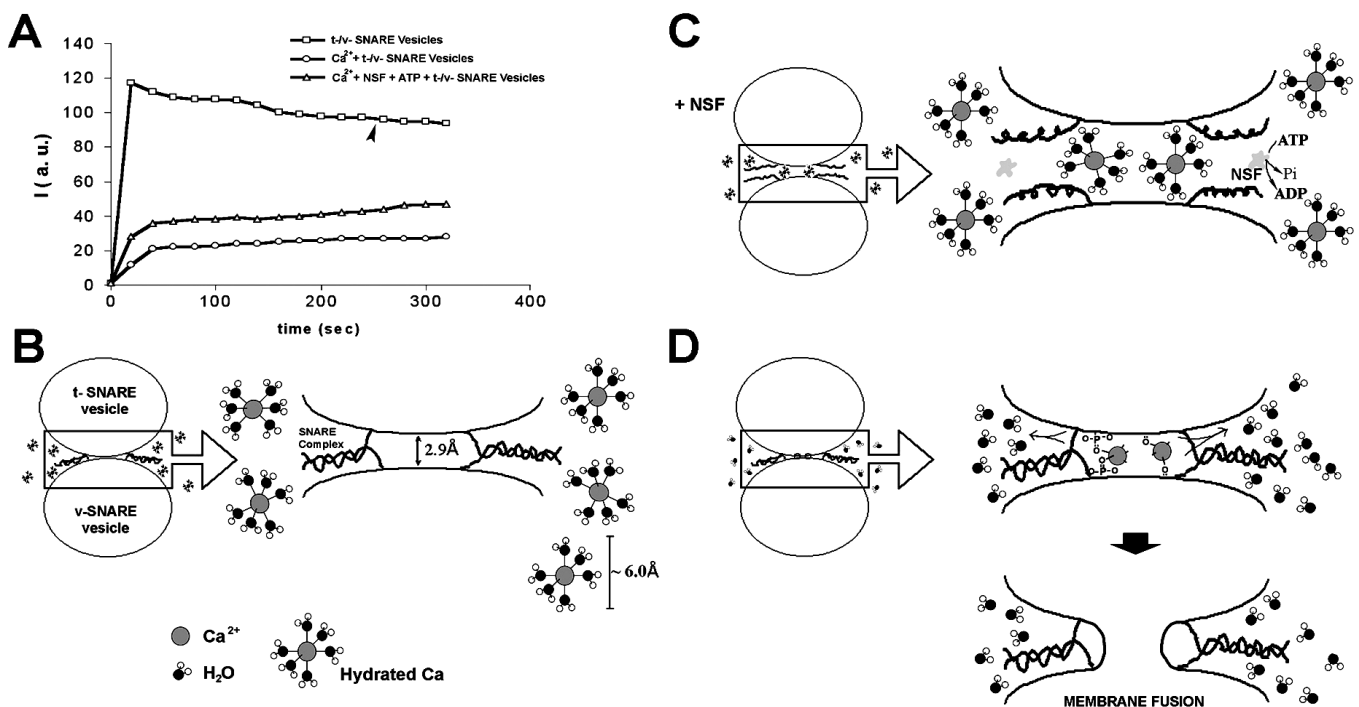 A
140
120
100
80
60
40
20
0
I ( a. u.)
0 100 200 300 400
time (sec)
t-/v- SNARE Vesicles
Ca²⁺+ t-/v- SNARE Vesicles
Ca²⁺+ NSF + ATP + t-/v- SNARE Vesicles
B
t- SNARE
vesicle
v-SNARE
vesicle
SNARE
Complex
2.9Å
~ 6.0Å
Ca²⁺
H₂O
Hydrated Ca
C
+ NSF
ATP
NSF
Pi
ADP
D
O-P-O
O
O
O-P-O
O
O
MEMBRANE FUSION